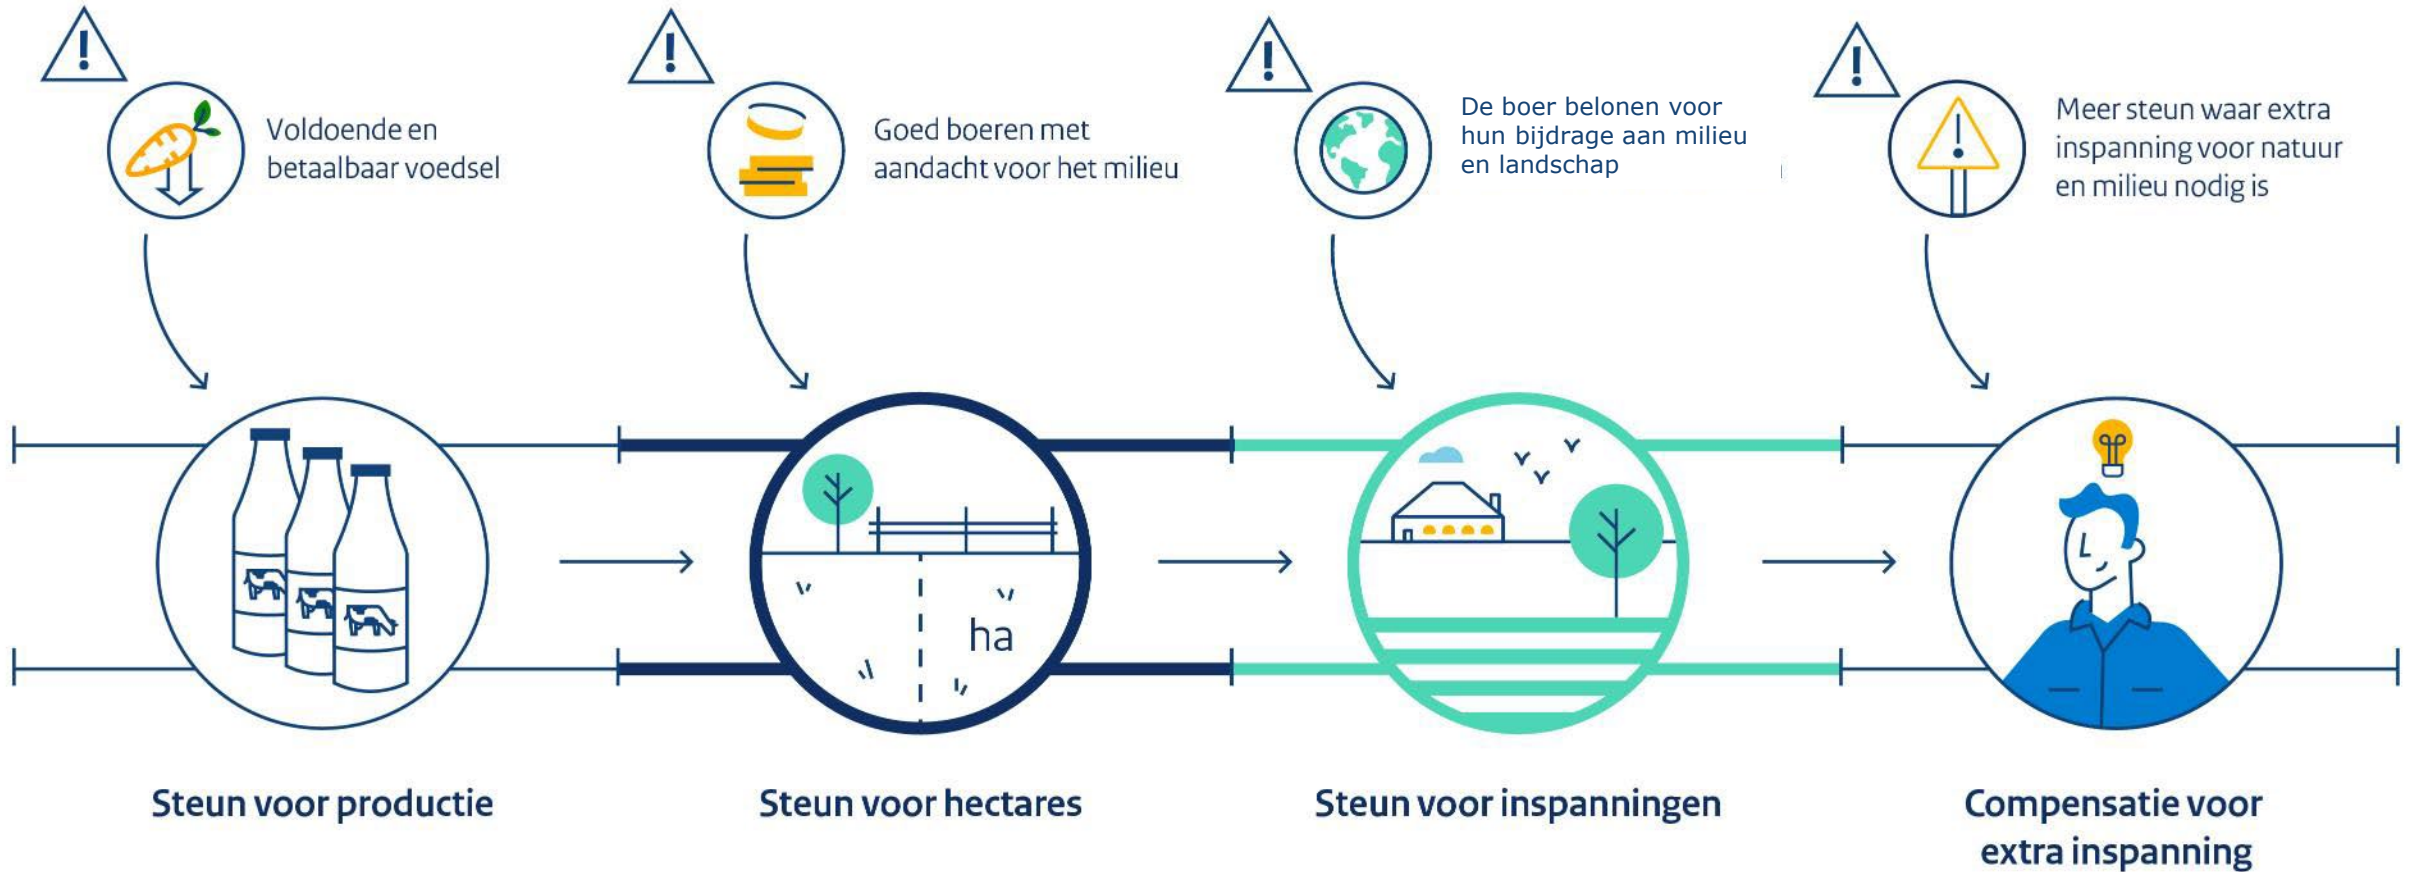 Voldoende en
betaalbaar voedsel
Goed boeren met
aandacht voor het milieu
De boer belonen voor
hun bijdrage aan milieu
en landschap
Meer steun waar extra
inspanning voor natuur
en milieu nodig is
ha
Steun voor productie
Steun voor hectares
Steun voor inspanningen
Compensatie voor
extra inspanning